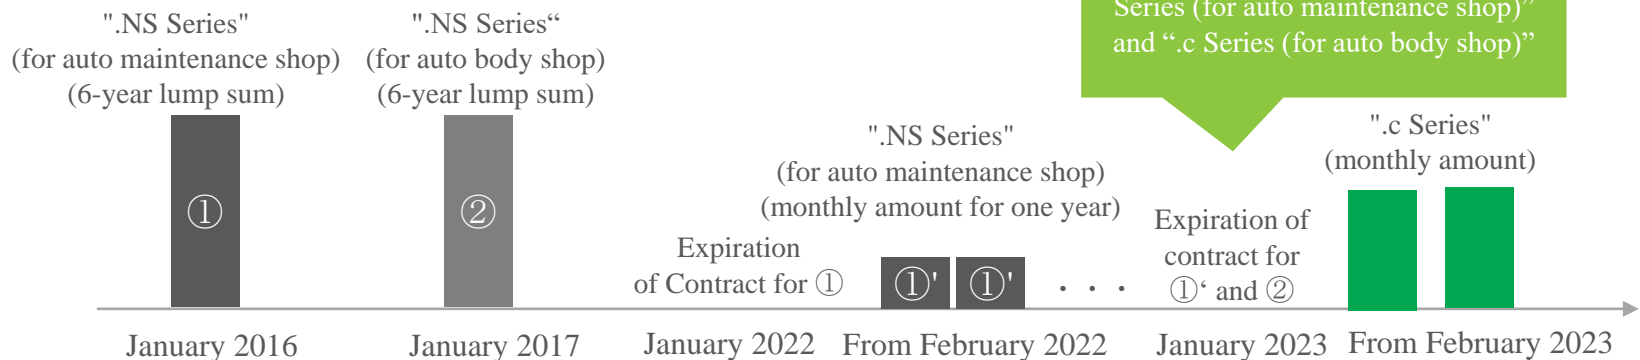 Series (for auto maintenance shop)”
and “.c Series (for auto body shop)”
".NS Series"
(for auto maintenance shop)
(6-year lump sum)
".NS Series“
(for auto body shop)
(6-year lump sum)
①
②
".NS Series"
(for auto maintenance shop)
(monthly amount for one year)
".c Series"
(monthly amount)
Expiration
of Contract for ①
①'
①'
· · ·
Expiration of
contract for
①‘ and ②
January 2016
January 2017
January 2022
From February 2022
January 2023
From February 2023